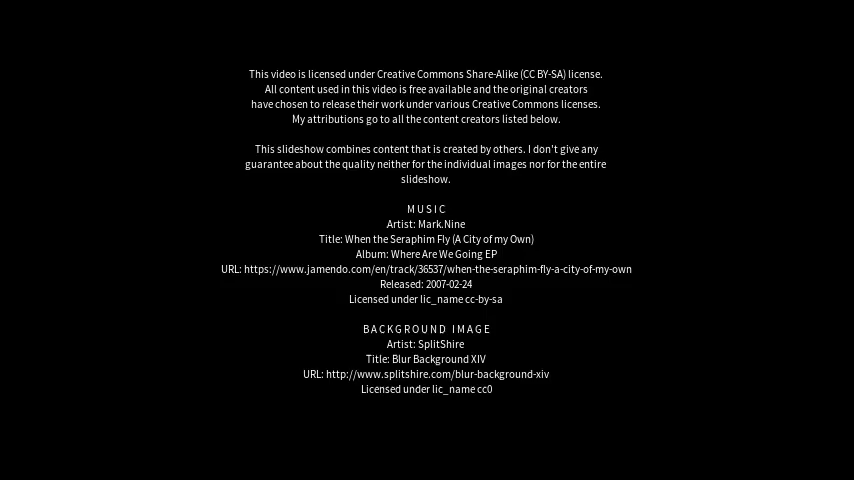 This video is licensed under Creative Commons Share-Alike (CC BY-SA) license.
All content used in this video is free available and the original creators
have chosen to release their work under various Creative Commons licenses.
My attributions go to all the content creators listed below.
This slideshow combines content that is created by others. I don't give any
guarantee about the quality neither for the individual images nor for the entire
slideshow.
MUSIC
Artist: Mark.Nine
Title: When the Seraphim Fly (A City of my Own)
Album: Where Are We Going EP
URL: https://www.jamendo.com/en/track/36537/when-the-seraphim-fly-a-city-of-my-own
Released: 2007-02-24
Licensed under lic_name cc-by-sa
BACKGROUND IMAGE
Artist: SplitShire
Title: Blur Background XIV
URL: http://www.splitshire.com/blur-background-xiv
Licensed under lic_name cc0